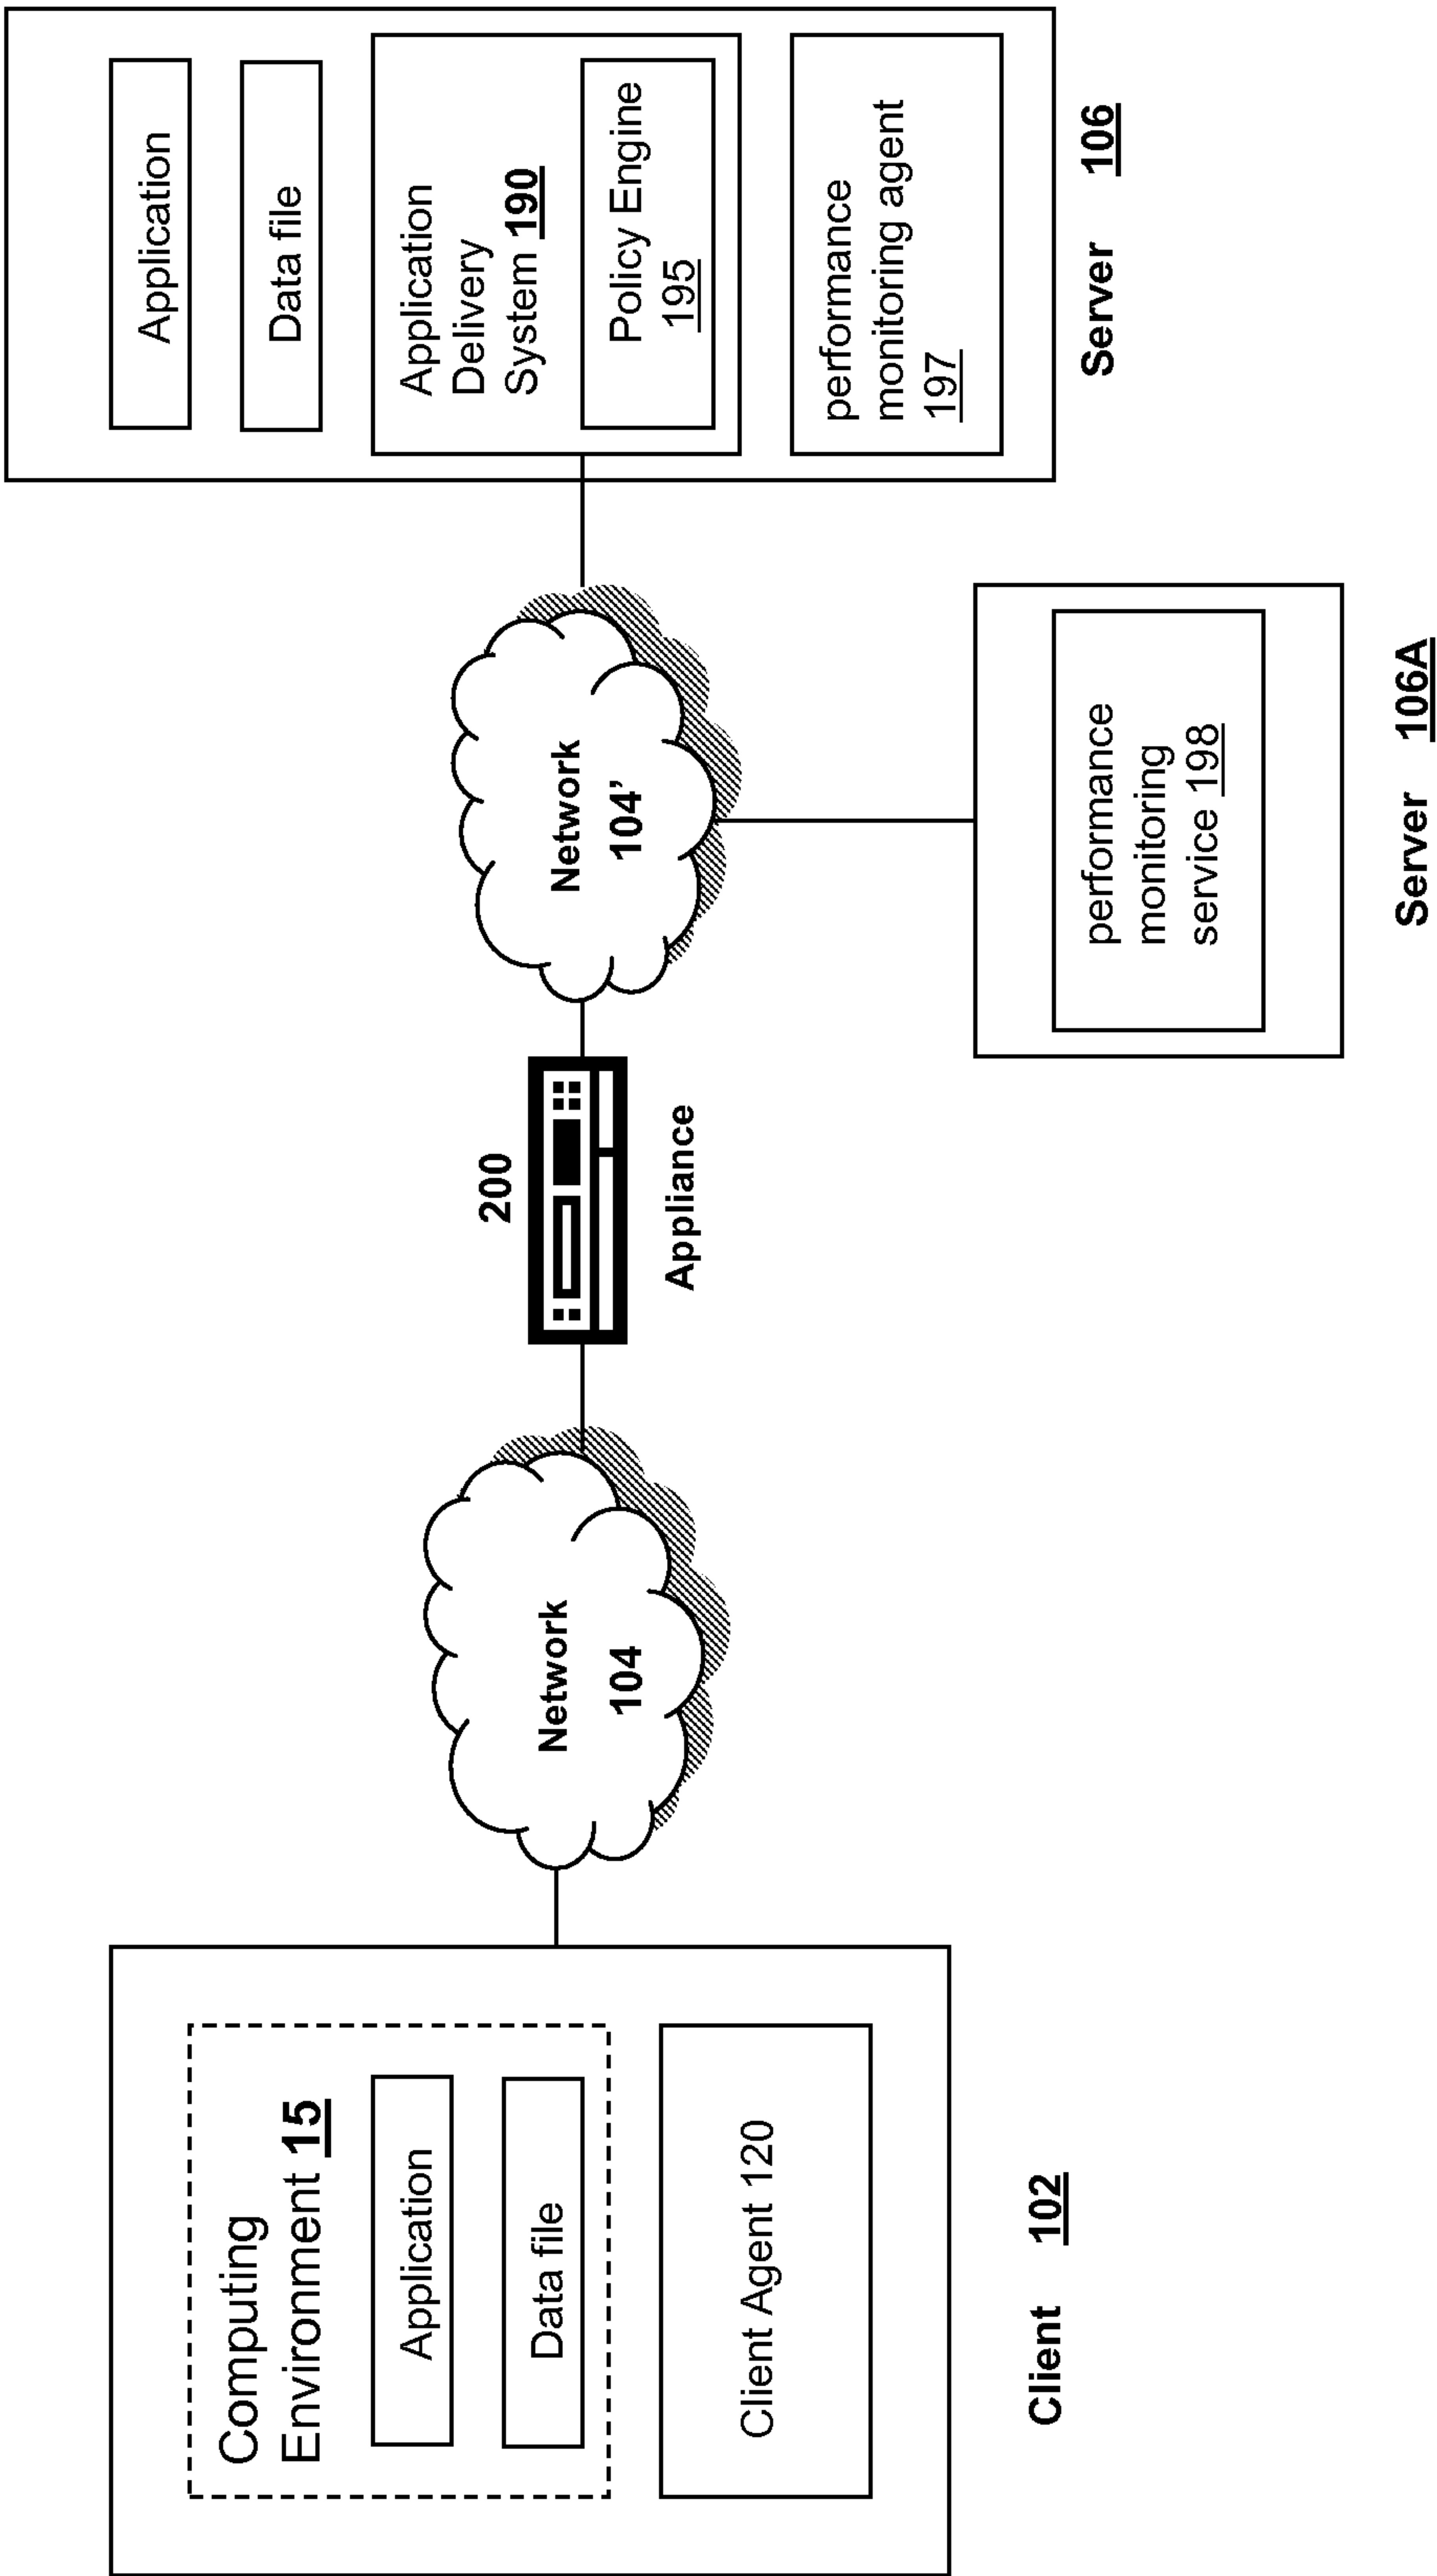 Computing
Environment 15
Application
Data file
Client Agent 120
Client 102
Network
104
200
Appliance
Network
104’
performance
monitoring
service 198
Server 106A
Application
Data file
Application
Delivery
System 190
Policy Engine
195
performance
monitoring agent
197
Server 106